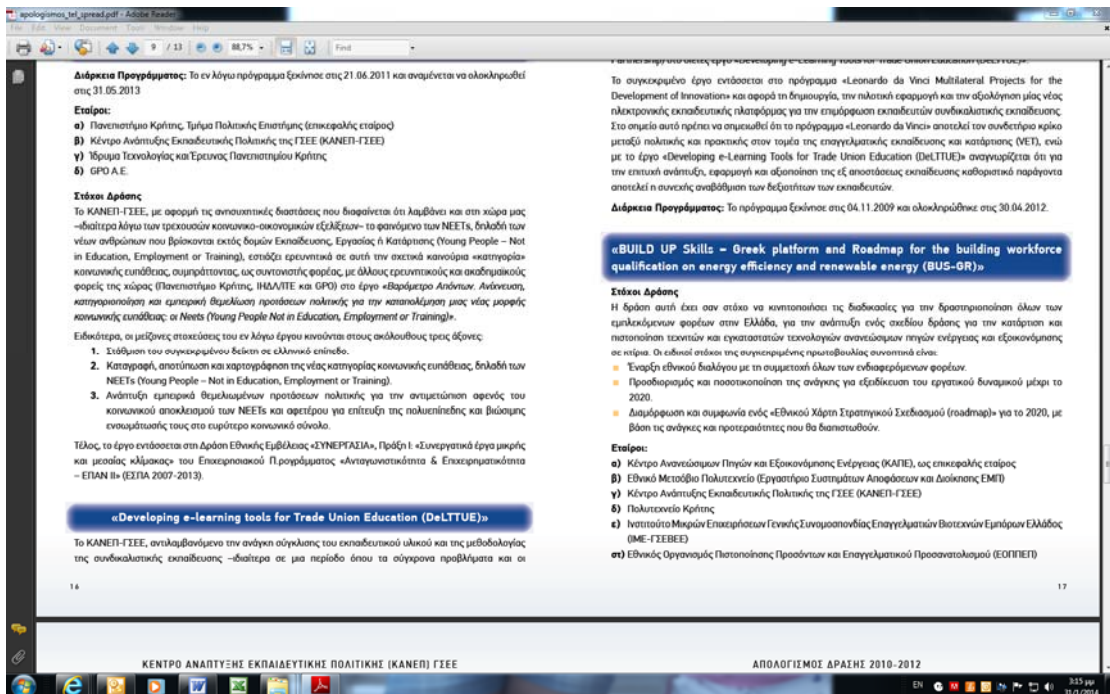 apologismos_tel_spread.pdf - Adobe Reader
File Edit View Document Tools Window Help
9 / 13 88,7% Find
Διάρκεια Προγράμματος: Το εν λόγω πρόγραμμα ξεκίνησε στις 21.06.2011 και αναμένεται να ολοκληρωθεί
στις 31.05.2013
Εταίροι:
α) Πανεπιστήμιο Κρήτης, Τμήμα Πολιτικής Επιστήμης (επικεφαλής εταίρος)
β) Κέντρο Ανάπτυξης Εκπαιδευτικής Πολιτικής της ΓΣΕΕ (ΚΑΝΕΠ-ΓΣΕΕ)
γ) Ίδρυμα Τεχνολογίας και Έρευνας Πανεπιστημίου Κρήτης
δ) GPO A.E.
Στόχοι Δράσης
Το ΚΑΝΕΠ-ΓΣΕΕ, με αφορμή τις ανησυχητικές διαστάσεις που διαφαίνεται ότι λαμβάνει και στη χώρα μας
–ιδιαίτερα λόγω των τρεχουσών κοινωνικο-οικονομικών εξελίξεων– το φαινόμενο των NEETs, δηλαδή των
νέων ανθρώπων που βρίσκονται εκτός δομών Εκπαίδευσης, Εργασίας ή Κατάρτισης (Young People – Not
in Education, Employment or Training), εστιάζει ερευνητικά σε αυτή την σχετικά καινούρια «κατηγορία»
κοινωνικής ευπάθειας, συμπράττοντας, ως συντονιστής φορέας, με άλλους ερευνητικούς και ακαδημαϊκούς
φορείς της χώρας (Πανεπιστήμιο Κρήτης, ΙΗΔΛ/ΙΤΕ και GPO) στο έργο «Βαρόμετρο Απόντων. Ανίχνευση,
κατηγοριοποίηση και εμπειρική θεμελίωση προτάσεων πολιτικής για την καταπολέμηση μιας νέας μορφής
κοινωνικής ευπάθειας: οι Neets (Young People Not in Education, Employment or Training)».
Ειδικότερα, οι μείζονες στοχεύσεις του εν λόγω έργου κινούνται στους ακόλουθους τρεις άξονες:
1. Στάθμιση του συγκεκριμένου δείκτη σε ελληνικό επίπεδο.
2. Καταγραφή, αποτύπωση και χαρτογράφηση της νέας κατηγορίας κοινωνικής ευπάθειας, δηλαδή των
NEETs (Young People – Not in Education, Employment or Training).
3. Ανάπτυξη εμπειρικά θεμελιωμένων προτάσεων πολιτικής για την αντιμετώπιση αφενός του
κοινωνικού αποκλεισμού των NEETs και αφετέρου για επίτευξη της πολυεπίπεδης και βιώσιμης
ενσωμάτωσής τους στο ευρύτερο κοινωνικό σύνολο.
Τέλος, το έργο εντάσσεται στη Δράση Εθνικής Εμβέλειας «ΣΥΝΕΡΓΑΣΙΑ», Πράξη Ι: «Συνεργατικά έργα μικρής
και μεσαίας κλίμακας» του Επιχειρησιακού Π.ρογράμματος «Ανταγωνιστικότητα & Επιχειρηματικότητα
– ΕΠΑΝ ΙΙ» (ΕΣΠΑ 2007-2013).
«Developing e-learning tools for Trade Union Education (DeLTTUE)»
Το ΚΑΝΕΠ-ΓΣΕΕ, αντιλαμβανόμενο την ανάγκη σύγκλισης του εκπαιδευτικού υλικού και της μεθοδολογίας
της συνδικαλιστικής εκπαίδευσης –ιδιαίτερα σε μια περίοδο όπου τα σύγχρονα προβλήματα και οι
16
Partnership) στο διετές έργο «Developing e-Learning Tools for Trade Union Education (DeLTTUE)».
Το συγκεκριμένο έργο εντάσσεται στο πρόγραμμα «Leonardo da Vinci Multilateral Projects for the
Development of Innovation» και αφορά τη δημιουργία, την πιλοτική εφαρμογή και την αξιολόγηση μίας νέας
ηλεκτρονικής εκπαιδευτικής πλατφόρμας για την επιμόρφωση εκπαιδευτών συνδικαλιστικής εκπαίδευσης.
Στο σημείο αυτό πρέπει να σημειωθεί ότι το πρόγραμμα «Leonardo da Vinci» αποτελεί τον συνδετήριο κρίκο
μεταξύ πολιτικής και πρακτικής στον τομέα της επαγγελματικής εκπαίδευσης και κατάρτισης (VET), ενώ
με το έργο «Developing e-Learning Tools for Trade Union Education (DeLTTUE)» αναγνωρίζεται ότι για
την επιτυχή ανάπτυξη, εφαρμογή και αξιοποίηση της εξ αποστάσεως εκπαίδευσης καθοριστικό παράγοντα
αποτελεί η συνεχής αναβάθμιση των δεξιοτήτων των εκπαιδευτών.
Διάρκεια Προγράμματος: Το πρόγραμμα ξεκίνησε στις 04.11.2009 και ολοκληρώθηκε στις 30.04.2012.
«BUILD UP Skills – Greek platform and Roadmap for the building workforce
qualification on energy efficiency and renewable energy (BUS-GR)»
Στόχοι Δράσης
Η δράση αυτή έχει σαν στόχο να κινητοποιήσει τις διαδικασίες για την δραστηριοποίηση όλων των
εμπλεκόμενων φορέων στην Ελλάδα, για την ανάπτυξη ενός σχεδίου δράσης για την κατάρτιση και
πιστοποίηση τεχνιτών και εγκαταστατών τεχνολογιών ανανεώσιμων πηγών ενέργειας και εξοικονόμησης
σε κτίρια. Οι ειδικοί στόχοι της συγκεκριμένης πρωτοβουλίας συνοπτικά είναι:
Έναρξη εθνικού διαλόγου με τη συμμετοχή όλων των ενδιαφερόμενων φορέων.
Προσδιορισμός και ποσοτικοποίηση της ανάγκης για εξειδίκευση του εργατικού δυναμικού μέχρι το
2020.
Διαμόρφωση και συμφωνία ενός «Εθνικού Χάρτη Στρατηγικού Σχεδιασμού (roadmap)» για το 2020, με
βάση τις ανάγκες και προτεραιότητες που θα διαπιστωθούν.
Εταίροι:
α) Κέντρο Ανανεώσιμων Πηγών και Εξοικονόμησης Ενέργειας (ΚΑΠΕ), ως επικεφαλής εταίρος
β) Εθνικό Μετσόβιο Πολυτεχνείο (Εργαστήριο Συστημάτων Αποφάσεων και Διοίκησης ΕΜΠ)
γ) Κέντρο Ανάπτυξης Εκπαιδευτικής Πολιτικής της ΓΣΕΕ (ΚΑΝΕΠ-ΓΣΕΕ)
δ) Πολυτεχνείο Κρήτης
ε) Ινστιτούτο Μικρών Επιχειρήσεων Γενικής Συνομοσπονδίας Επαγγελματιών Βιοτεχνών Εμπόρων Ελλάδος
(ΙΜΕ-ΓΣΕΒΕΕ)
στ) Εθνικός Οργανισμός Πιστοποίησης Προσόντων και Επαγγελματικού Προσανατολισμού (ΕΟΠΠΕΠ)
17
ΚΕΝΤΡΟ ΑΝΑΠΤΥΞΗΣ ΕΚΠΑΙΔΕΥΤΙΚΗΣ ΠΟΛΙΤΙΚΗΣ (ΚΑΝΕΠ) ΓΣΕΕ
ΑΠΟΛΟΓΙΣΜΟΣ ΔΡΑΣΗΣ 2010-2012
EN
3:15 μμ
31/1/2014